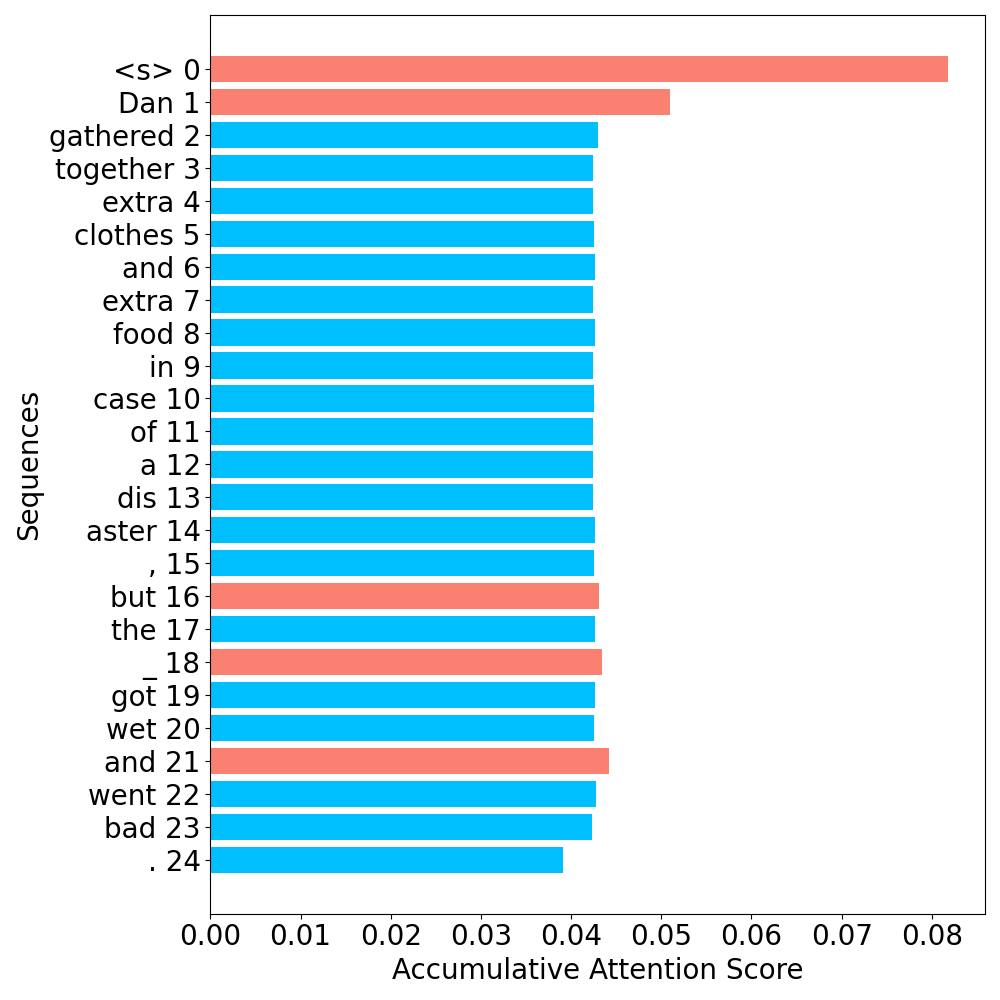 <s> 0
Dan 1
gathered 2
together 3
extra 4
clothes 5
and 6
extra 7
food 8
in 9
case 10
of 11
a 12
dis 13
aster 14
, 15
but 16
the 17
_ 18
got 19
wet 20
and 21
went 22
bad 23
. 24
Sequences
0.00 0.01 0.02 0.03 0.04 0.05 0.06 0.07 0.08
Accumulative Attention Score